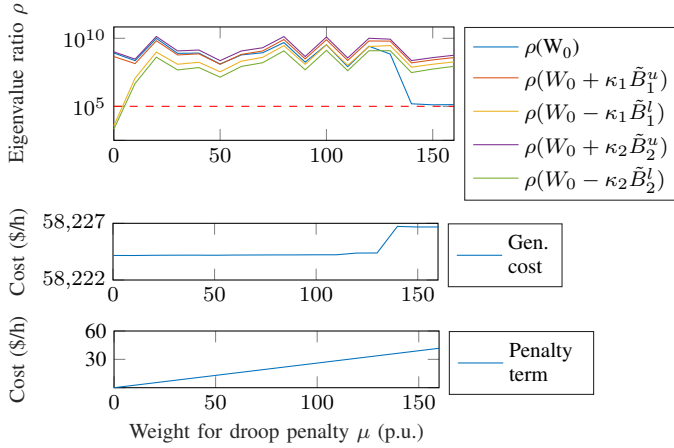 Eigenvalue ratio ρ
10^10
10^5
0 50 100 150
ρ(W_0)
ρ(W_0 + κ_1 B̃_1^u)
ρ(W_0 − κ_1 B̃_1^l)
ρ(W_0 + κ_2 B̃_2^u)
ρ(W_0 − κ_2 B̃_2^l)
Cost ($/h)
58,227
58,222
0 50 100 150
Gen.
cost
Cost ($/h)
60
30
0 50 100 150
Penalty
term
Weight for droop penalty μ (p.u.)